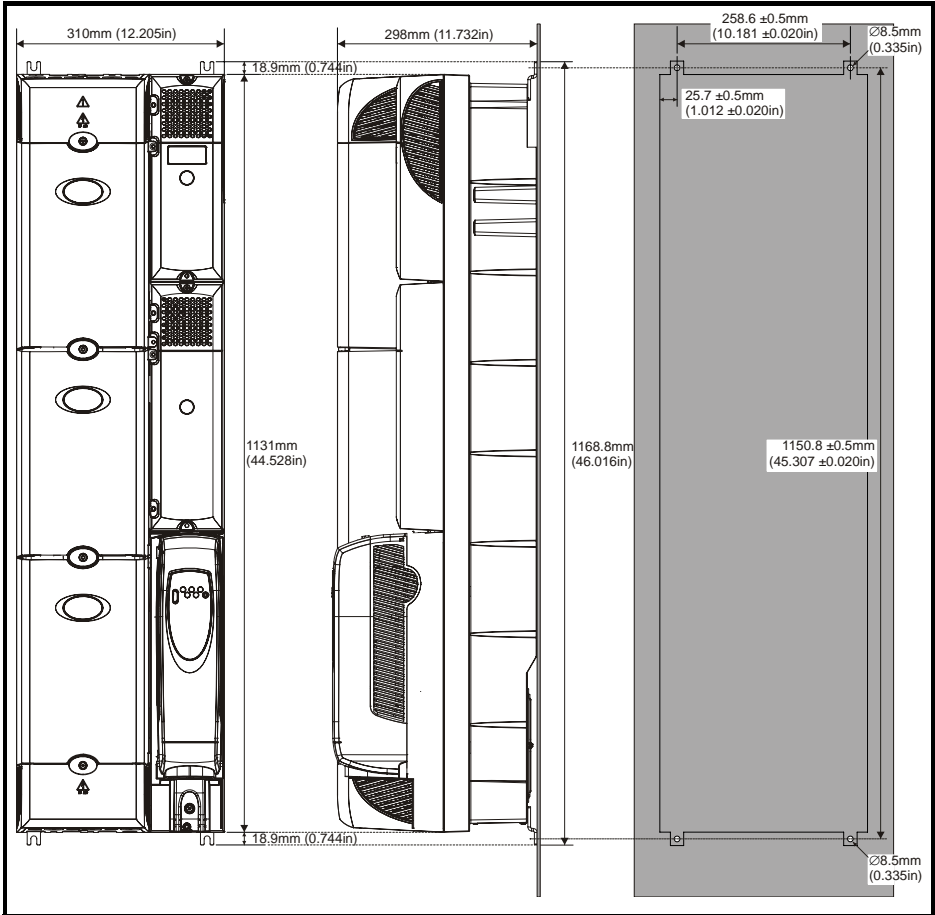 310mm (12.205in)
298mm (11.732in)
258.6 ±0.5mm
(10.181 ±0.020in)
∅8.5mm
(0.335in)
18.9mm (0.744in)
25.7 ±0.5mm
(1.012 ±0.020in)
1131mm
(44.528in)
1168.8mm
(46.016in)
1150.8 ±0.5mm
(45.307 ±0.020in)
18.9mm (0.744in)
∅8.5mm
(0.335in)